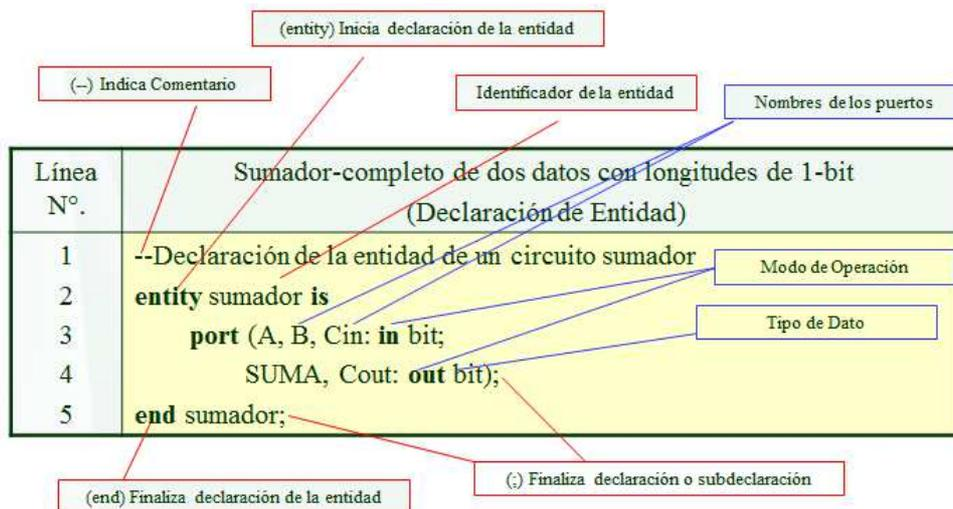 (entity) Inicia declaración de la entidad
(--) Indica Comentario
Identificador de la entidad
Nombres de los puertos
Línea
N°.
Sumador-completo de dos datos con longitudes de 1-bit
(Declaración de Entidad)
1 --Declaración de la entidad de un circuito sumador
Modo de Operación
2 entity sumador is
3 port (A, B, Cin: in bit;
Tipo de Dato
4 SUMA, Cout: out bit);
5 end sumador;
(;) Finaliza declaración o subdeclaración
(end) Finaliza declaración de la entidad